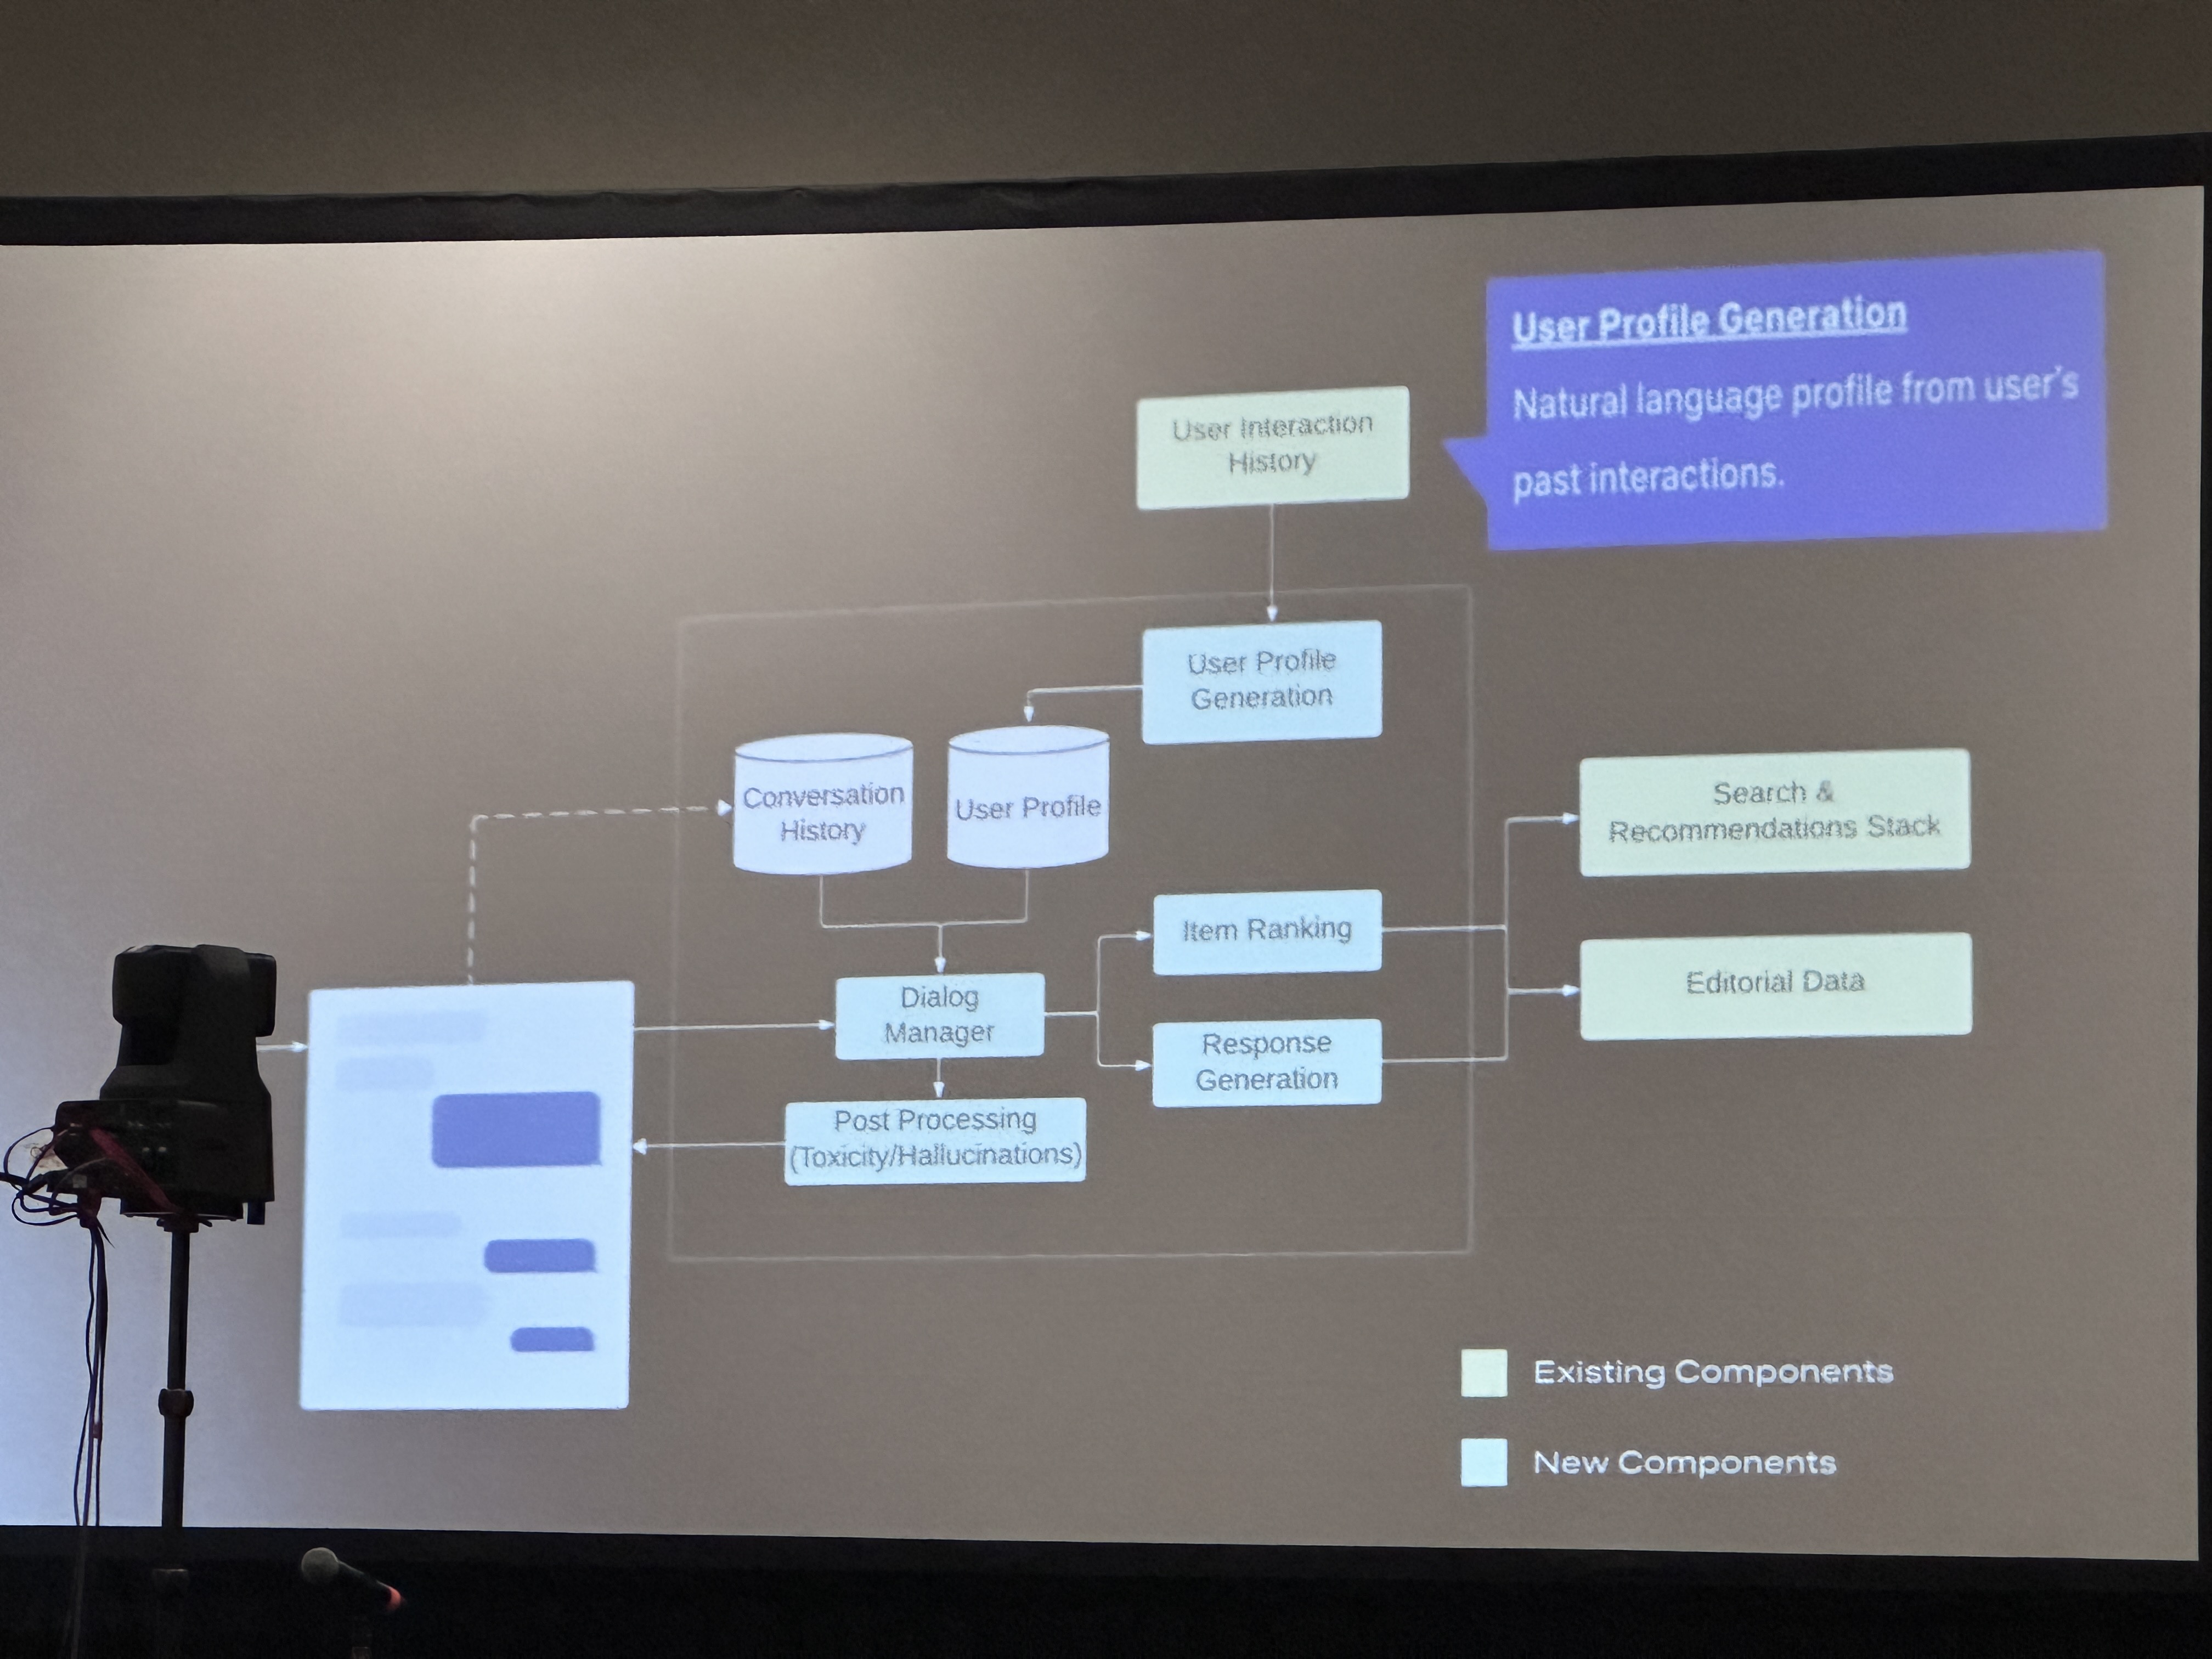 User Profile Generation
Natural language profile from user's
past interactions.
User Interaction
History
User Profile
Generation
Conversation
History
User Profile
Search &
Recommendations Stack
Item Ranking
Editorial Data
Dialog
Manager
Response
Generation
Post Processing
(Toxicity/Hallucinations)
Existing Components
New Components